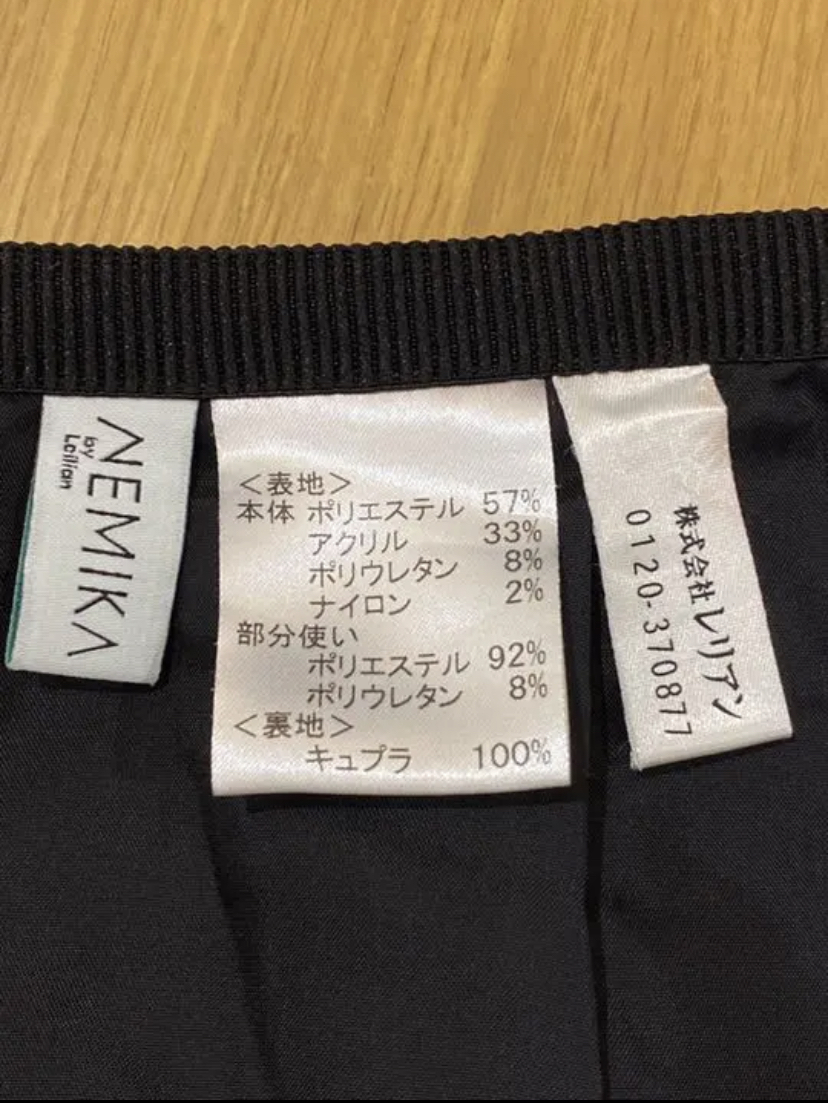 NEMIKA
by
Leilian
<表地>
本体 ポリエステル 57%
アクリル 33%
ポリウレタン 8%
ナイロン 2%
部分使い
ポリエステル 92%
ポリウレタン 8%
<裏地>
キュプラ 100%
株式会社レリアン
0120-370877